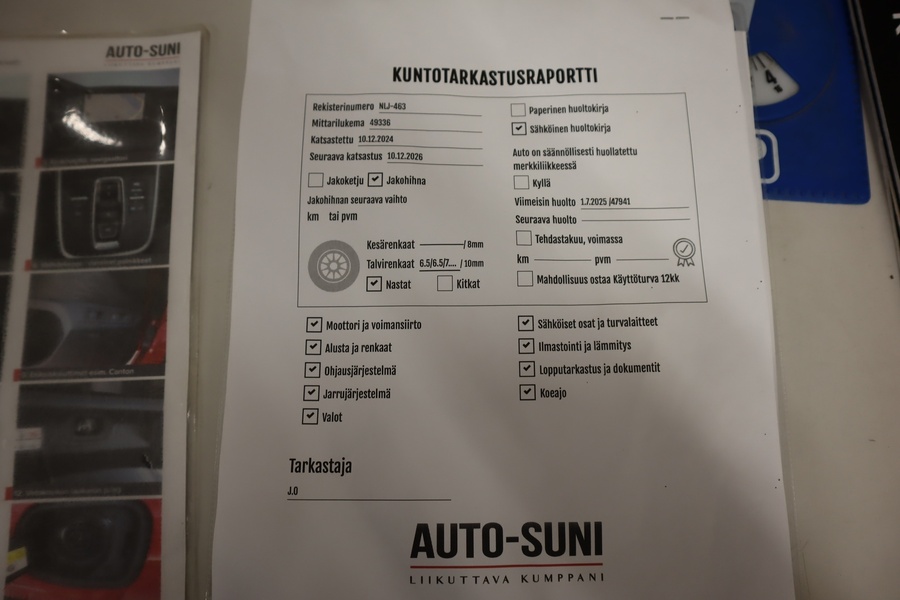 AUTO-SUNI
LIIKUTTAVA KUMPPANI
KUNTOTARKASTUSRAPORTTI
Rekisterinumero NLJ-463
Mittarilukema 49336
Katsastettu 10.12.2024
Seuraava katsastus 10.12.2026
Jakoketju Jakohihna
Jakohihnan seuraava vaihto
km tai pvm
Kesärenkaat / 8mm
Talvirenkaat 6.5/6.5/7.... / 10mm
Nastat Kitkat
Paperinen huoltokirja
Sähköinen huoltokirja
Auto on säännöllisesti huollatettu
merkkiliikkeessä
Kyllä
Viimeisin huolto 1.7.2025 /47941
Seuraava huolto
Tehdastakuu, voimassa
km pvm
Mahdollisuus ostaa Käyttöturva 12kk
Moottori ja voimansiirto
Alusta ja renkaat
Ohjausjärjestelmä
Jarrujärjestelmä
Valot
Sähköiset osat ja turvalaitteet
Ilmastointi ja lämmitys
Lopputarkastus ja dokumentit
Koeajo
Tarkastaja
J.O
AUTO-SUNI
LIIKUTTAVA KUMPPANI
4